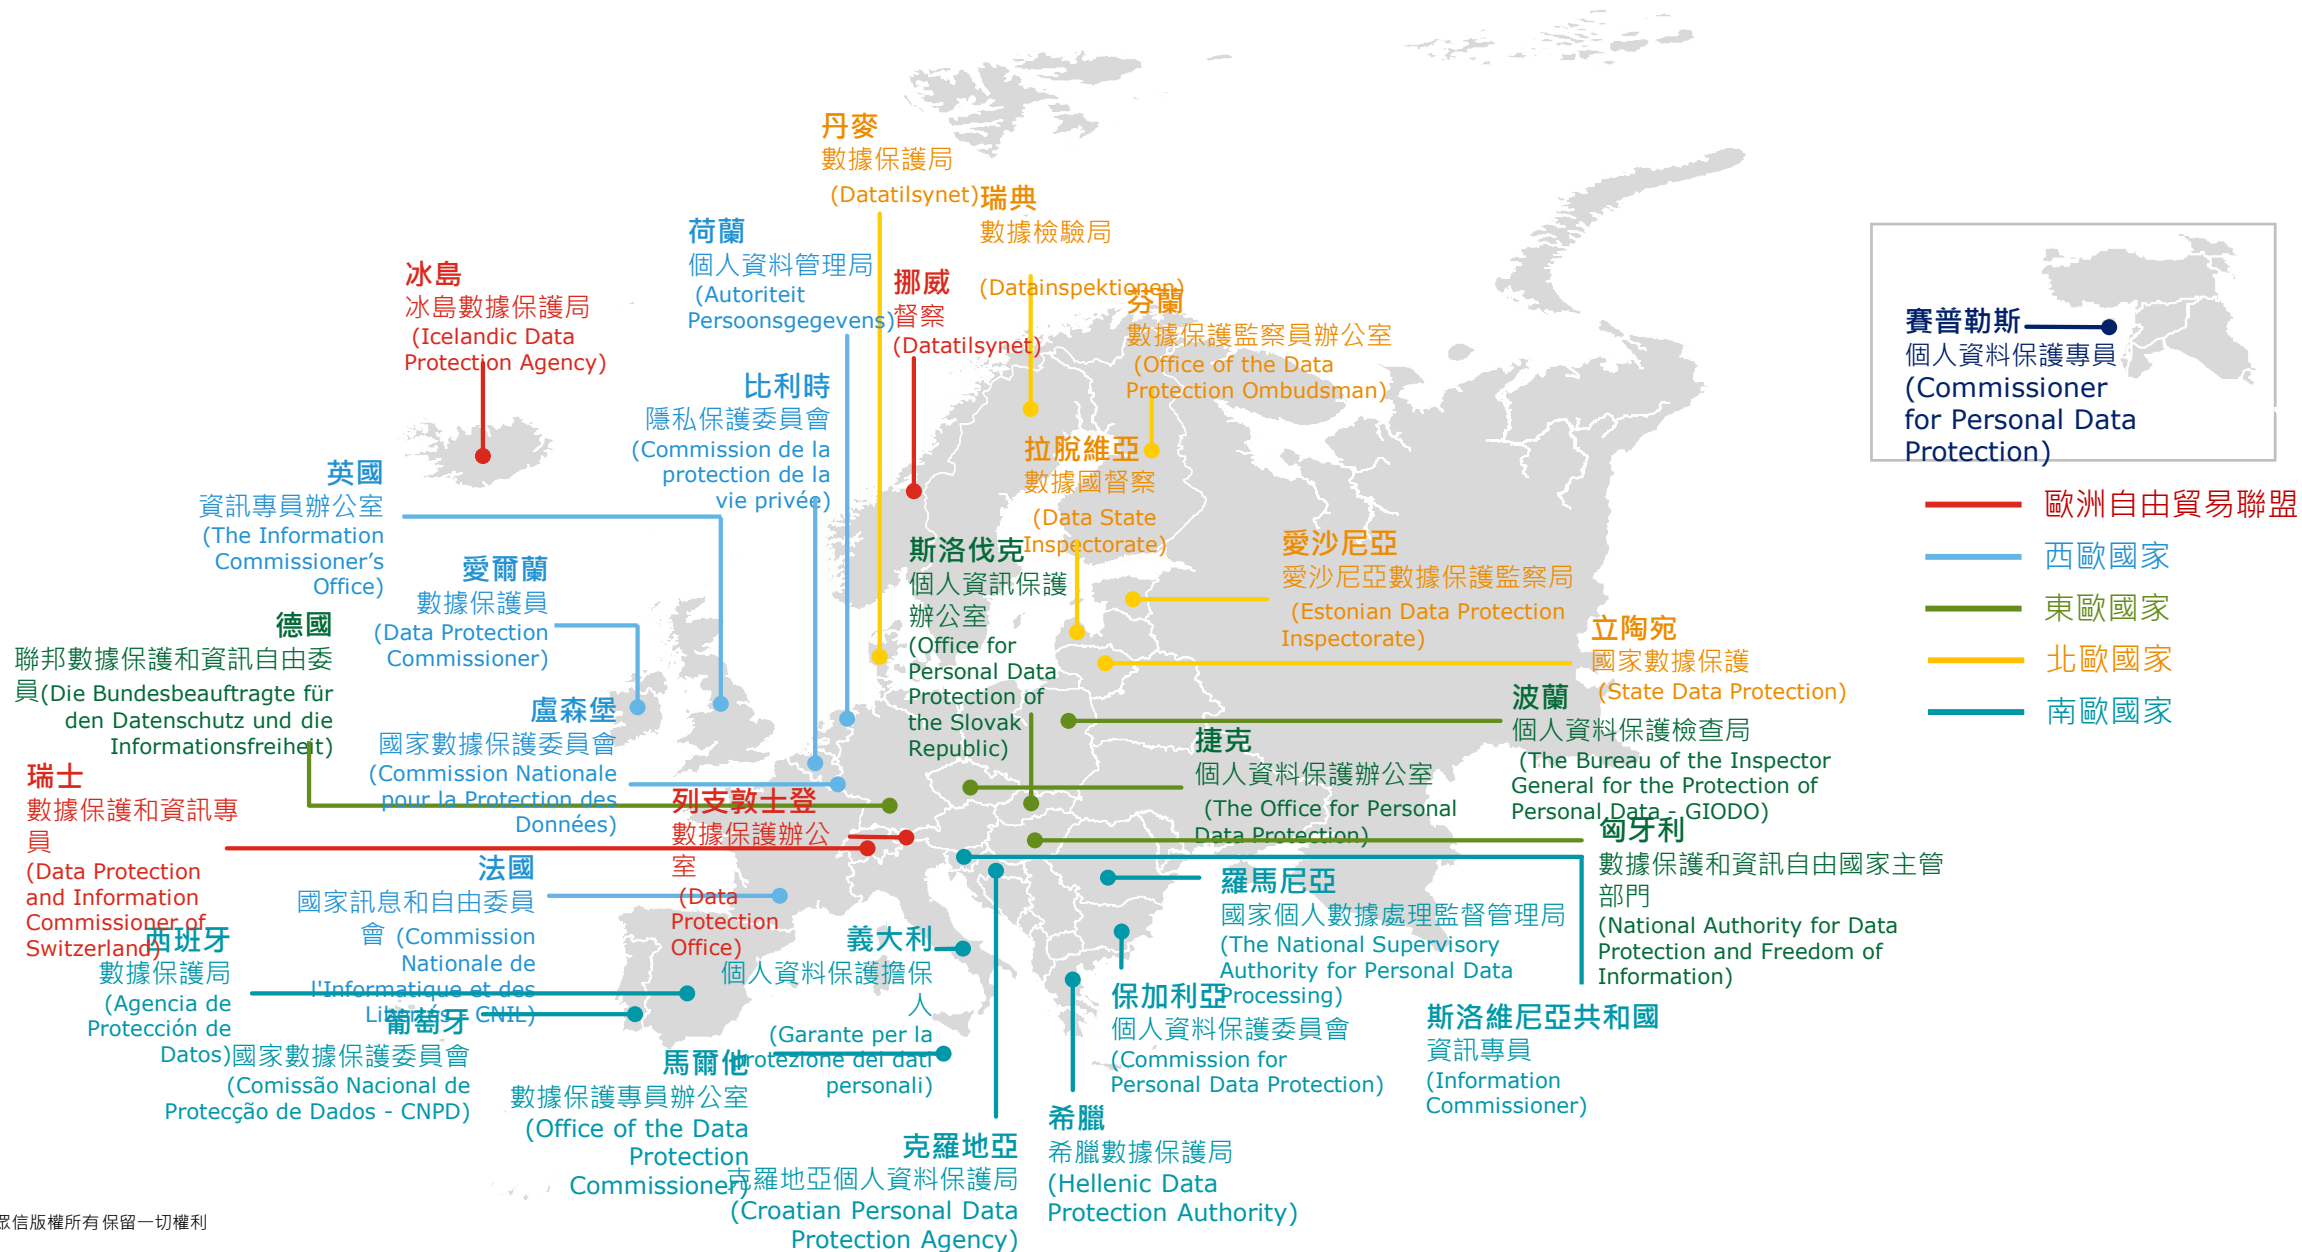 丹麥
數據保護局
(Datatilsynet)
瑞典
數據檢驗局
(Datainspektionen)
荷蘭
個人資料管理局
(Autoriteit
Persoonsgegevens)
挪威
督察
(Datatilsynet)
冰島
冰島數據保護局
(Icelandic Data
Protection Agency)
芬蘭
數據保護監察員辦公室
(Office of the Data
Protection Ombudsman)
賽普勒斯
個人資料保護專員
(Commissioner
for Personal Data
Protection)
比利時
隱私保護委員會
(Commission de la
protection de la
vie privée)
拉脫維亞
數據國督察
(Data State
Inspectorate)
英國
資訊專員辦公室
(The Information
Commissioner’s
Office)
歐洲自由貿易聯盟
西歐國家
東歐國家
北歐國家
南歐國家
愛爾蘭
數據保護員
(Data Protection
Commissioner)
斯洛伐克
個人資訊保護
辦公室
(Office for
Personal Data
Protection of
the Slovak
Republic)
愛沙尼亞
愛沙尼亞數據保護監察局
(Estonian Data Protection
Inspectorate)
德國
聯邦數據保護和資訊自由委
員(Die Bundesbeauftragte für
den Datenschutz und die
Informationsfreiheit)
立陶宛
國家數據保護
(State Data Protection)
盧森堡
國家數據保護委員會
(Commission Nationale
pour la Protection des
Données)
波蘭
個人資料保護檢查局
(The Bureau of the Inspector
General for the Protection of
Personal Data - GIODO)
捷克
個人資料保護辦公室
(The Office for Personal
Data Protection)
瑞士
數據保護和資訊專
員
(Data Protection
and Information
Commissioner of
Switzerland)
列支敦士登
數據保護辦公
室
(Data
Protection
Office)
匈牙利
數據保護和資訊自由國家主管
部門
(National Authority for Data
Protection and Freedom of
Information)
法國
國家訊息和自由委員
會 (Commission
Nationale de
l'Informatique et des
Libertés - CNIL)
羅馬尼亞
國家個人數據處理監督管理局
(The National Supervisory
Authority for Personal Data
Processing)
西班牙
數據保護局
(Agencia de
Protección de
Datos)
義大利
個人資料保護擔保
人
(Garante per la
protezione dei dati
personali)
保加利亞
個人資料保護委員會
(Commission for
Personal Data Protection)
斯洛維尼亞共和國
資訊專員
(Information
Commissioner)
葡萄牙
國家數據保護委員會
(Comissão Nacional de
Protecção de Dados - CNPD)
馬爾他
數據保護專員辦公室
(Office of the Data
Protection
Commissioner)
克羅地亞
克羅地亞個人資料保護局
(Croatian Personal Data
Protection Agency)
希臘
希臘數據保護局
(Hellenic Data
Protection Authority)
眾信版權所有 保留一切權利